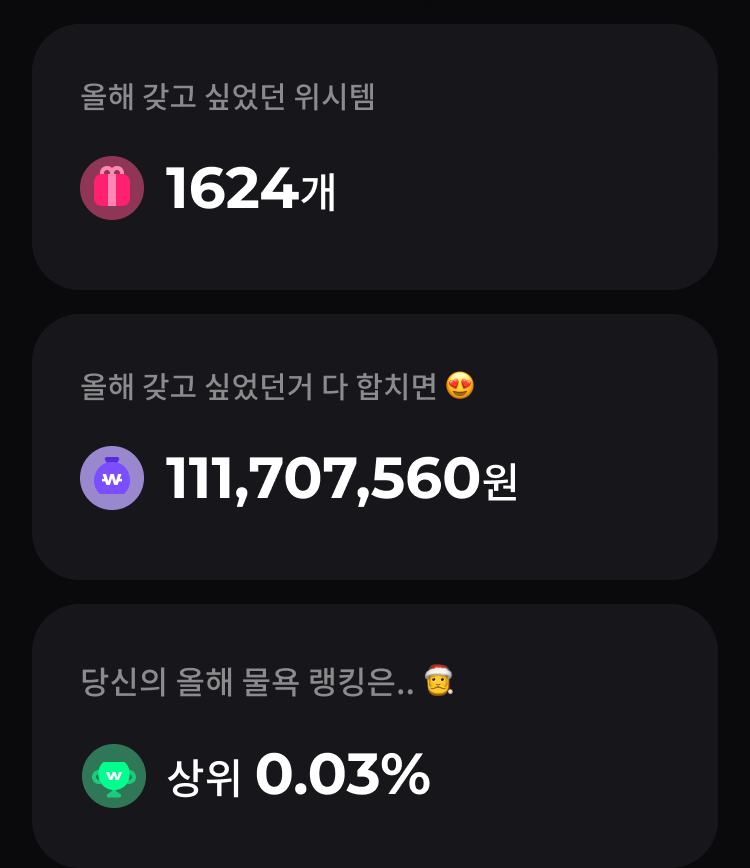 올해 갖고 싶었던 위시템
1624개
올해 갖고 싶었던거 다 합치면 😍
111,707,560원
당신의 올해 물욕 랭킹은.. 🎅
상위 0.03%